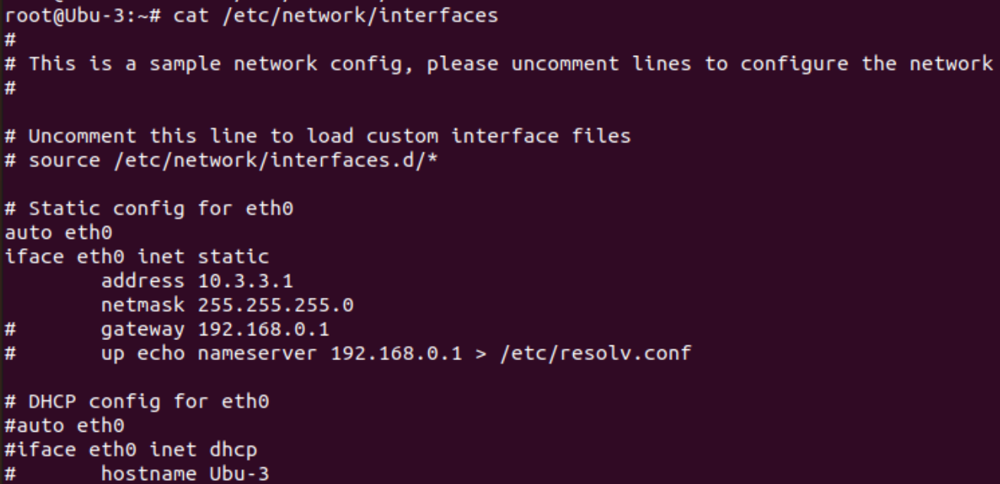 root@Ubu-3:~# cat /etc/network/interfaces
#
# This is a sample network config, please uncomment lines to configure the network
#

# Uncomment this line to load custom interface files
# source /etc/network/interfaces.d/*

# Static config for eth0
auto eth0
iface eth0 inet static
        address 10.3.3.1
        netmask 255.255.255.0
#       gateway 192.168.0.1
#       up echo nameserver 192.168.0.1 > /etc/resolv.conf

# DHCP config for eth0
#auto eth0
#iface eth0 inet dhcp
#       hostname Ubu-3